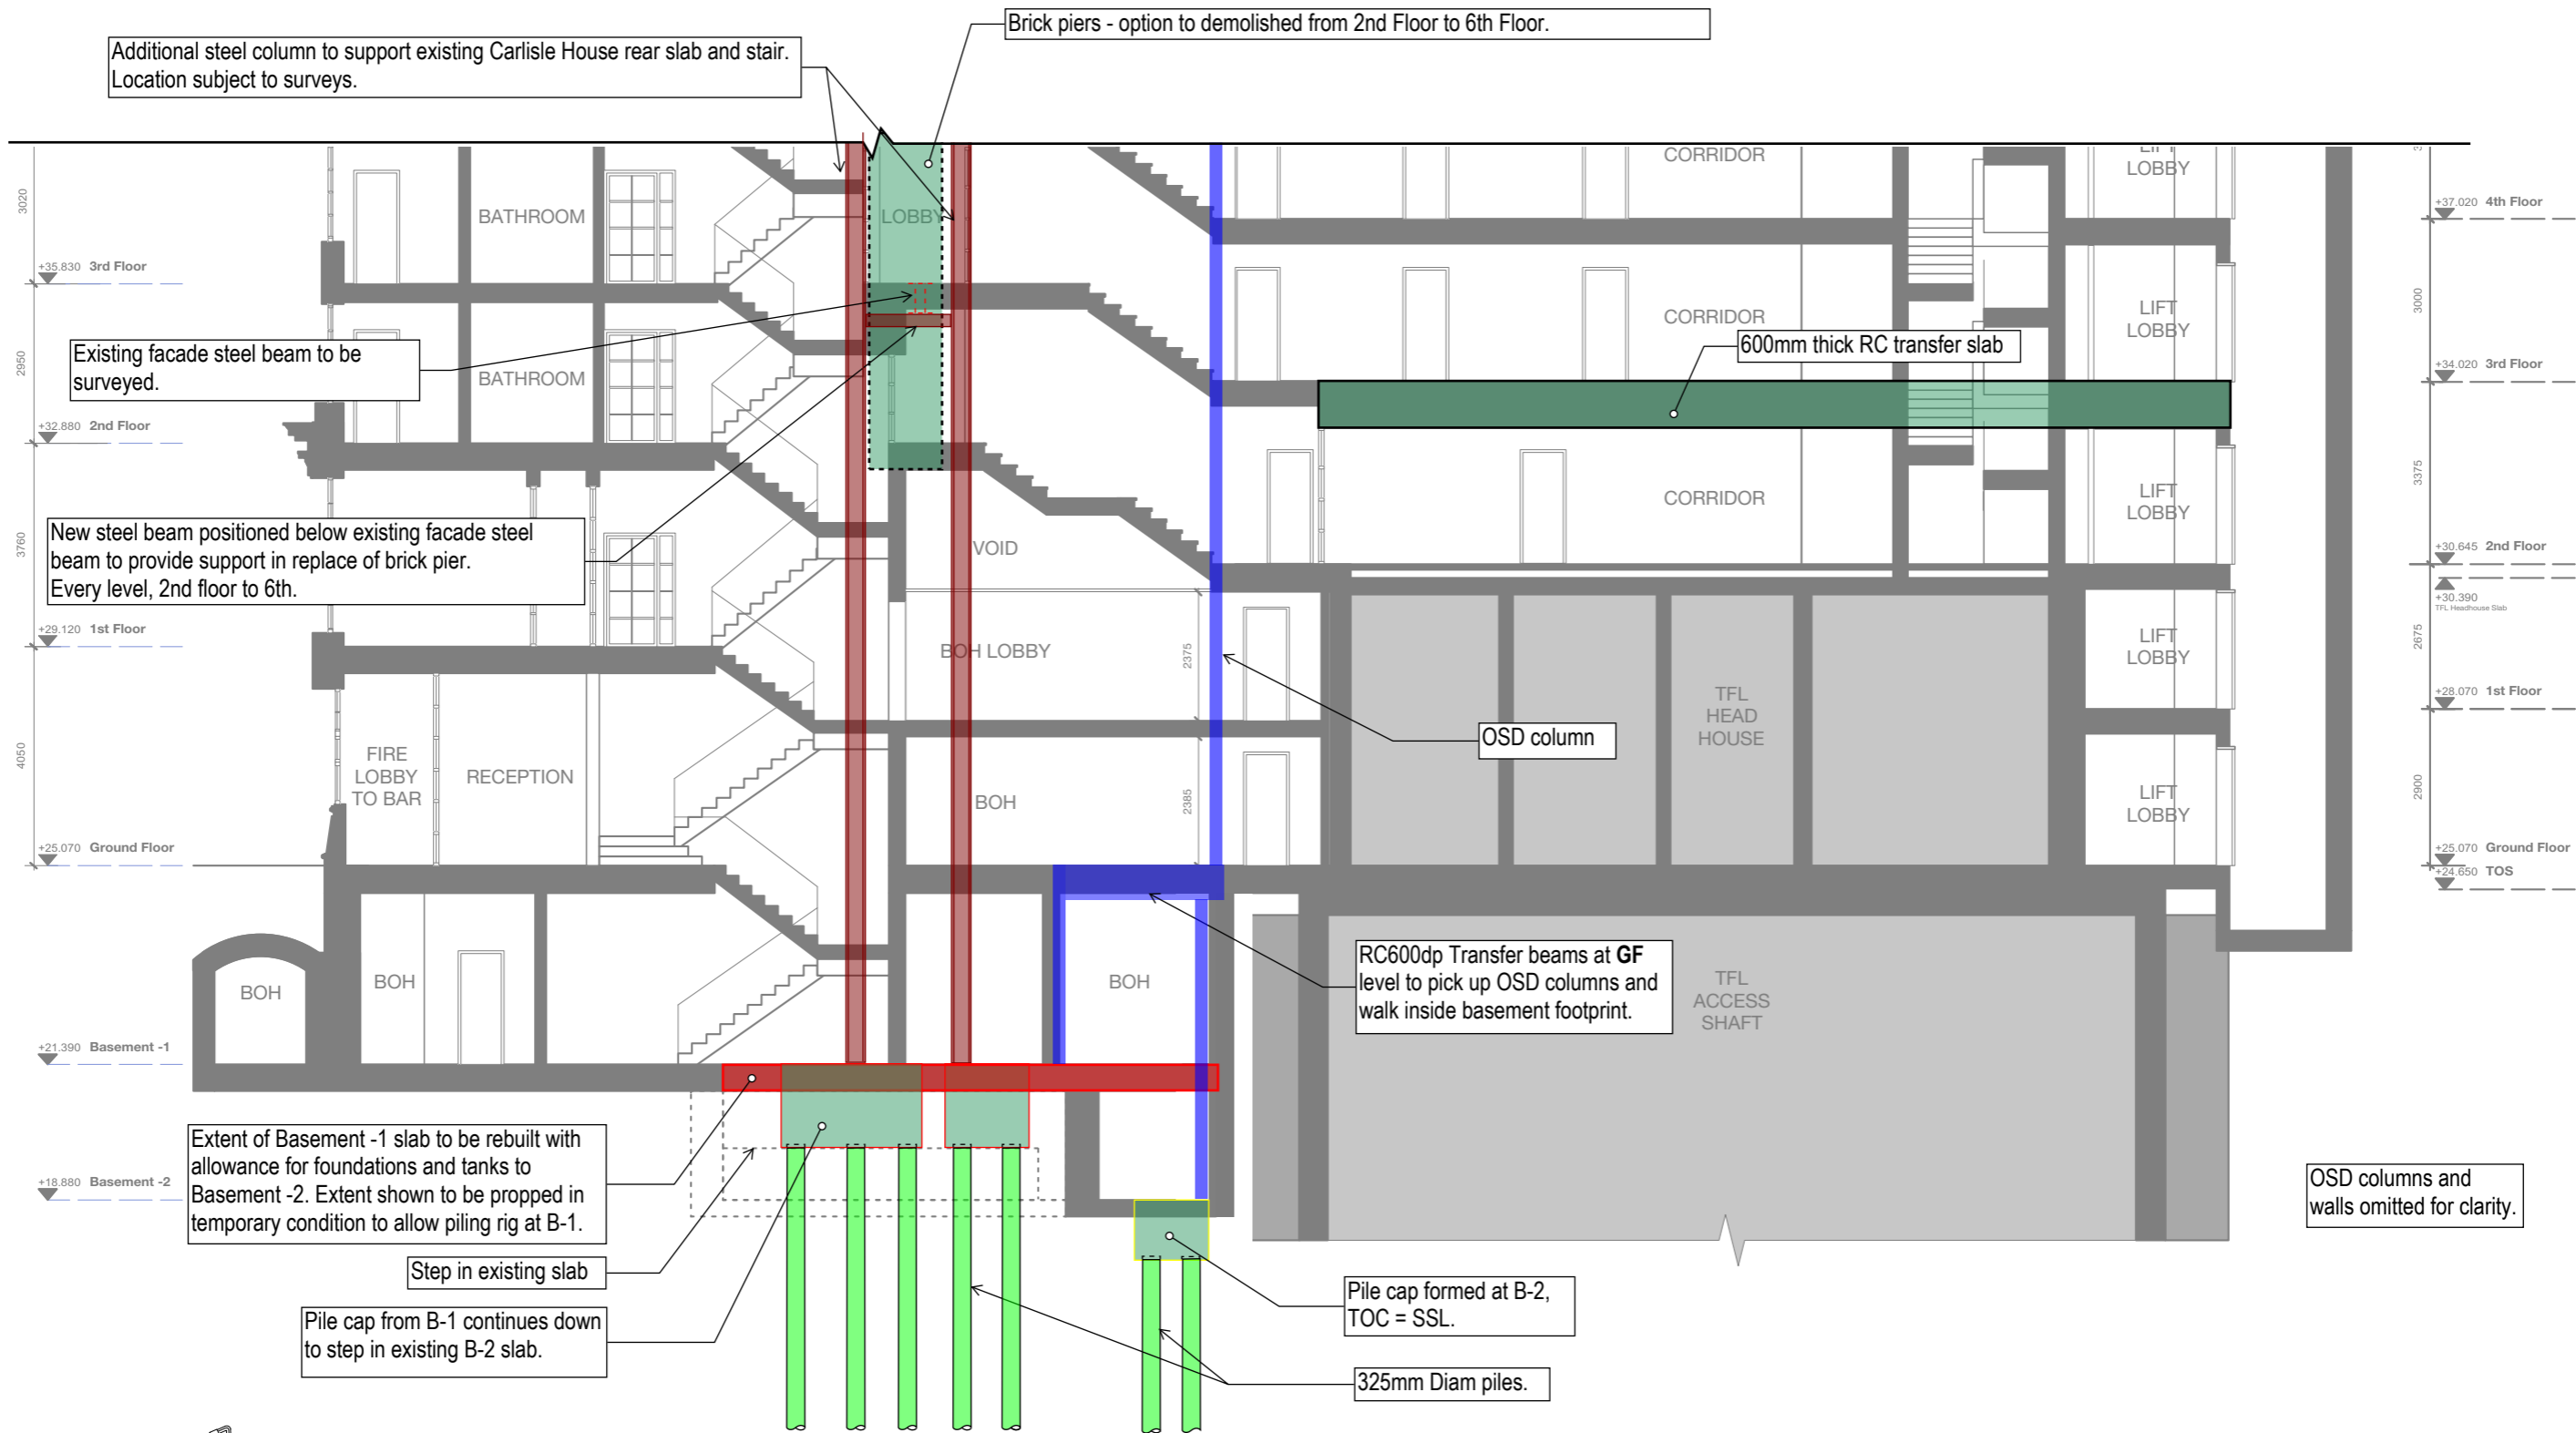 Brick piers - option to demolished from 2nd Floor to 6th Floor.
Additional steel column to support existing Carlisle House rear slab and stair.
Location subject to surveys.
3020
BATHROOM
LOBBY
CORRIDOR
LIFT
LOBBY
+37.020 4th Floor
+35.830 3rd Floor
2950
Existing facade steel beam to be
surveyed.
BATHROOM
CORRIDOR
600mm thick RC transfer slab
LIFT
LOBBY
3000
+34.020 3rd Floor
+32.880 2nd Floor
3760
New steel beam positioned below existing facade steel
beam to provide support in replace of brick pier.
Every level, 2nd floor to 6th.
VOID
CORRIDOR
LIFT
LOBBY
3375
+30.645 2nd Floor
+30.390
TFL Headhouse Slab
+29.120 1st Floor
BOH LOBBY
2375
LIFT
LOBBY
2675
+28.070 1st Floor
4050
FIRE
LOBBY
TO BAR
RECEPTION
BOH
2385
OSD column
TFL
HEAD
HOUSE
LIFT
LOBBY
2900
+25.070 Ground Floor
+25.070 Ground Floor
+24.650 TOS
BOH
BOH
BOH
RC600dp Transfer beams at GF
level to pick up OSD columns and
walk inside basement footprint.
TFL
ACCESS
SHAFT
+21.390 Basement -1
Extent of Basement -1 slab to be rebuilt with
allowance for foundations and tanks to
Basement -2. Extent shown to be propped in
temporary condition to allow piling rig at B-1.
+18.880 Basement -2
OSD columns and
walls omitted for clarity.
Step in existing slab
Pile cap from B-1 continues down
to step in existing B-2 slab.
Pile cap formed at B-2,
TOC = SSL.
325mm Diam piles.